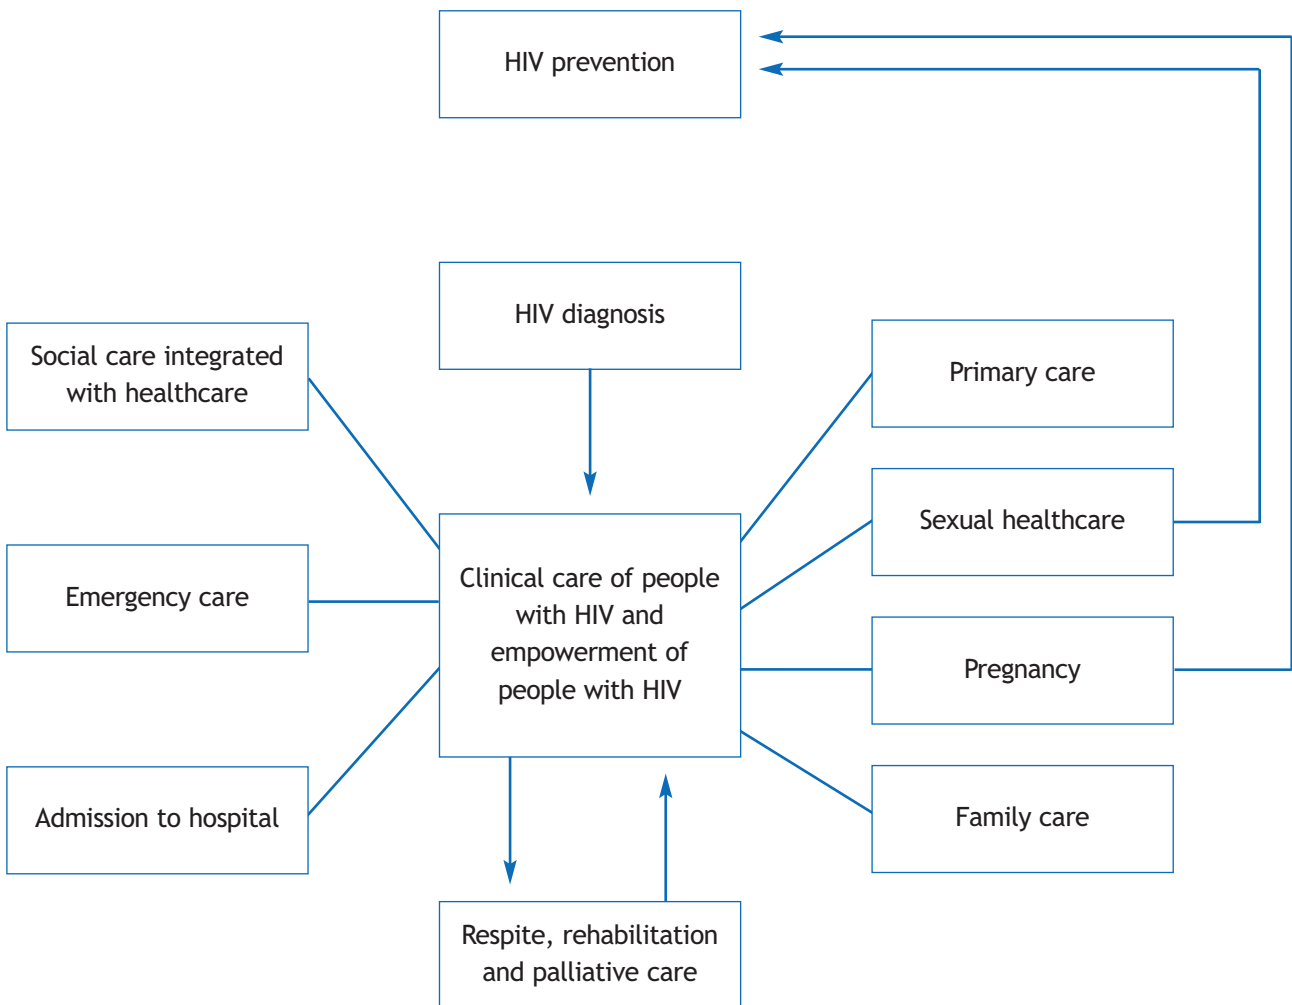 HIV prevention
HIV diagnosis
Social care integrated
with healthcare
Primary care
Sexual healthcare
Emergency care
Clinical care of people
with HIV and
empowerment of
people with HIV
Pregnancy
Admission to hospital
Family care
Respite, rehabilitation
and palliative care